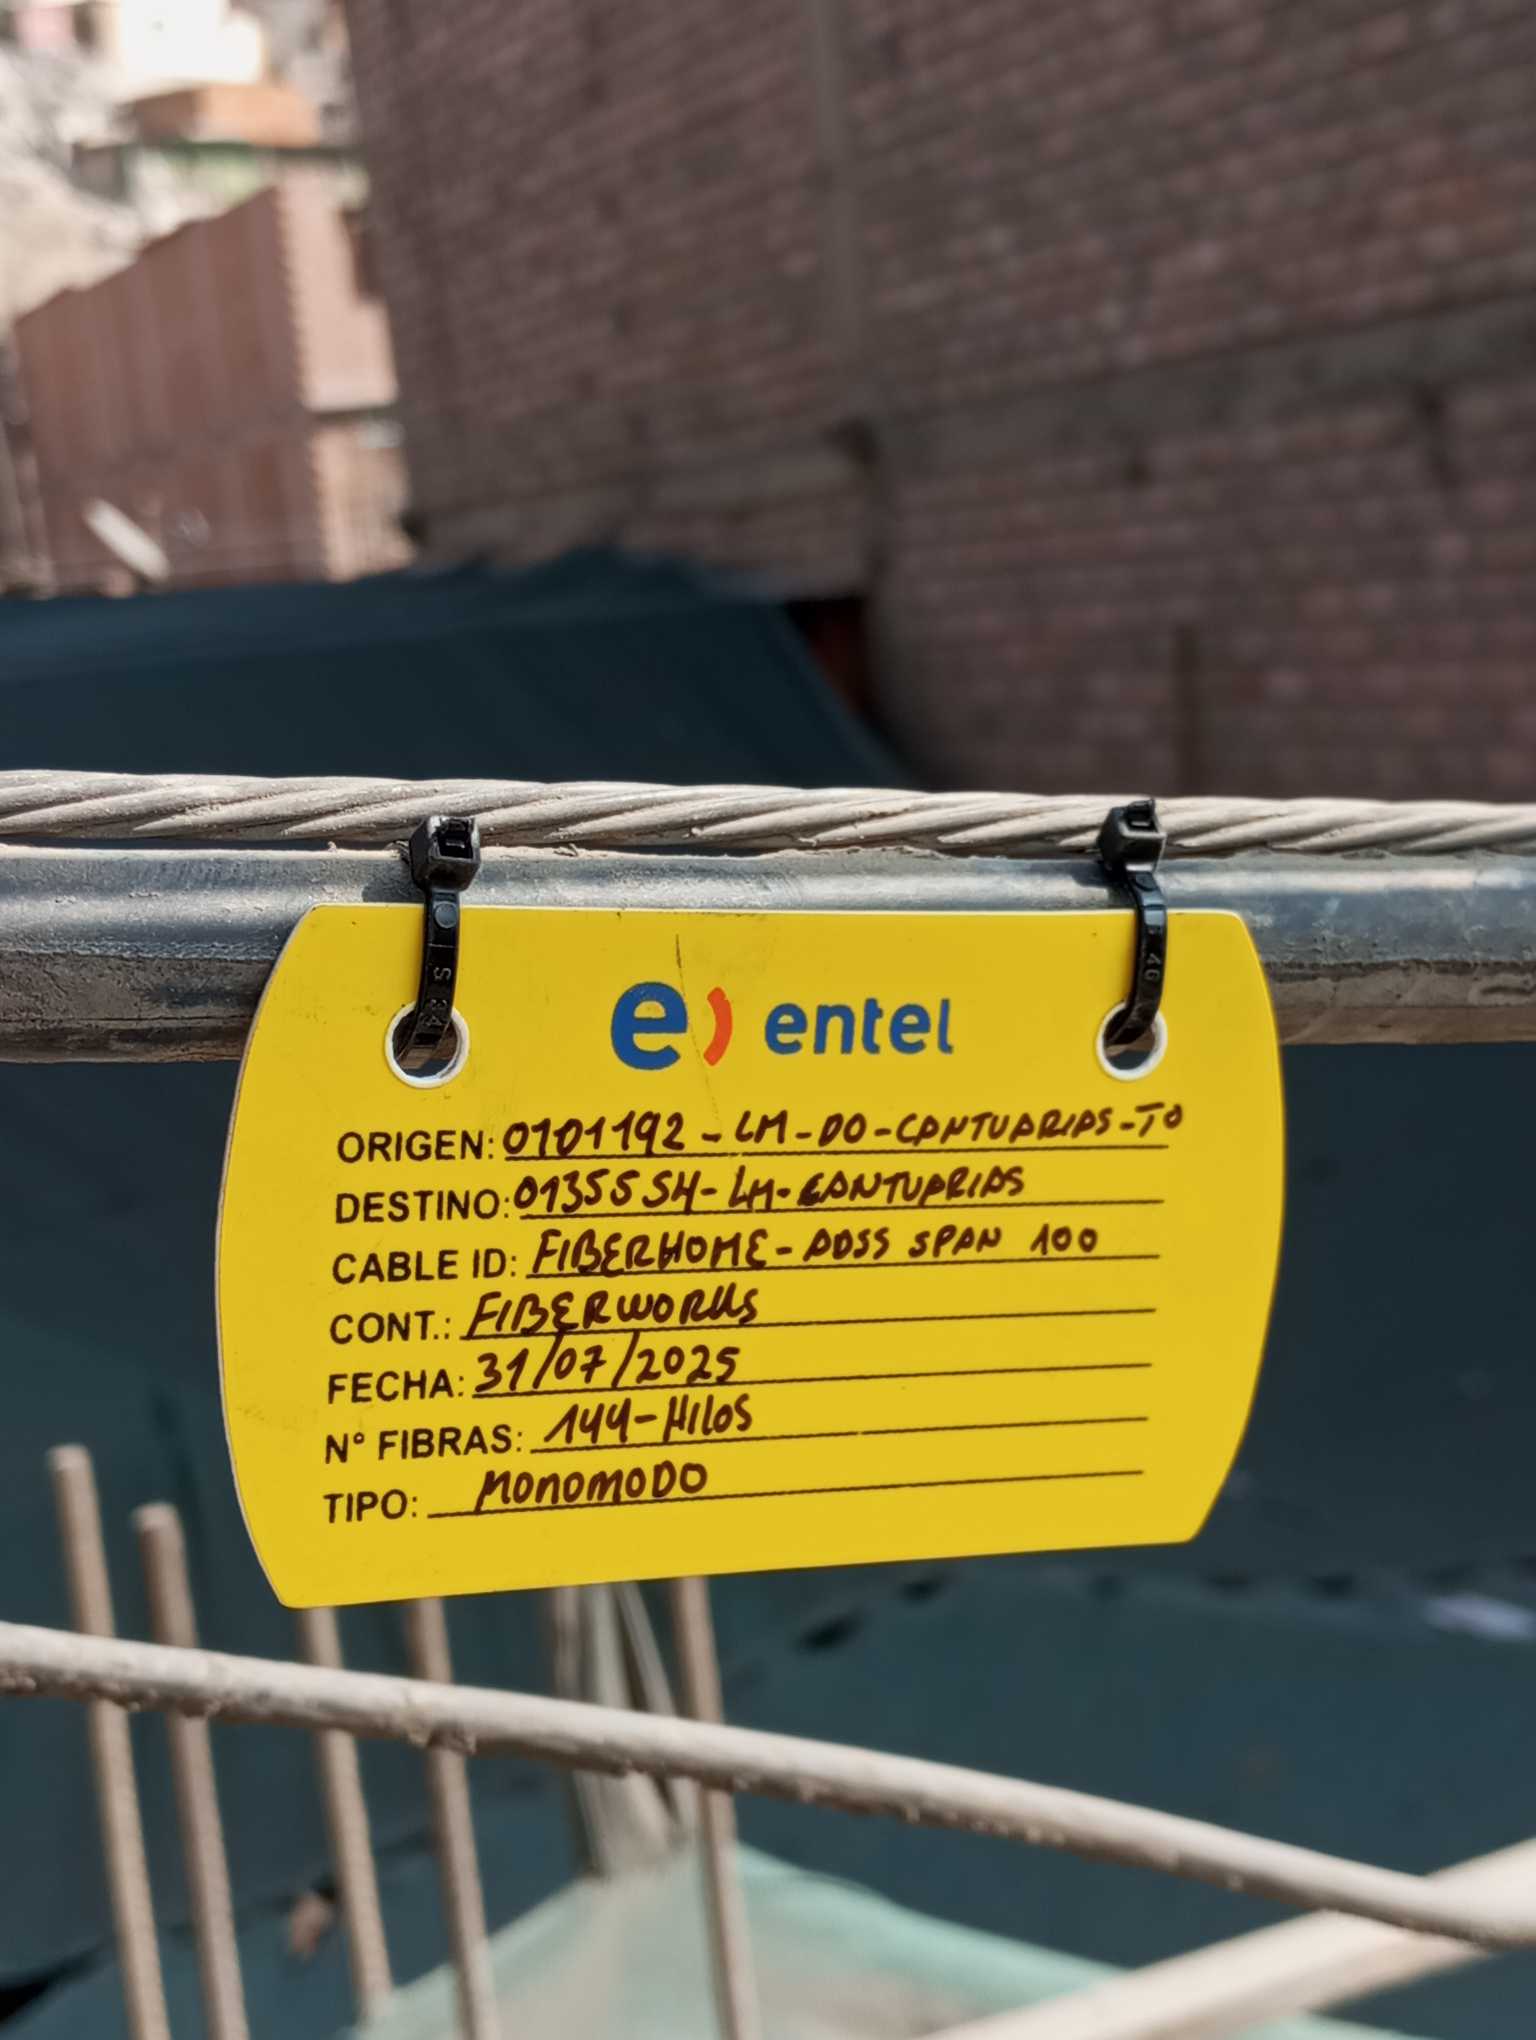 e) entel
ORIGEN: 0101192-LM-DO-CANTUARIAS-TO
DESTINO: 0135554-LM-CANTUARIAS
CABLE ID: FIBERHOME-ADSS SPAN 100
CONT.: FIBERWORKS
FECHA: 31/07/2025
N° FIBRAS: 144-HILOS
TIPO: MONOMODO